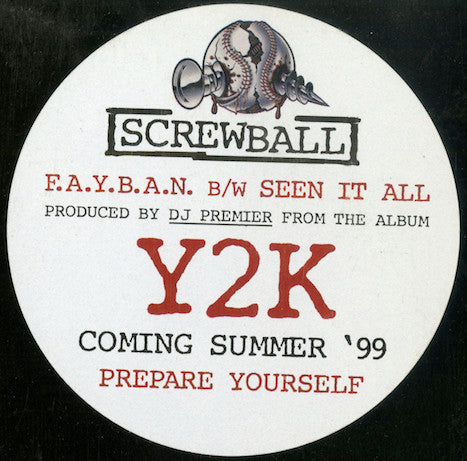 SCREWBALL
F.A.Y.B.A.N. B/W SEEN IT ALL
PRODUCED BY DJ PREMIER FROM THE ALBUM
Y2K
COMING SUMMER '99
PREPARE YOURSELF